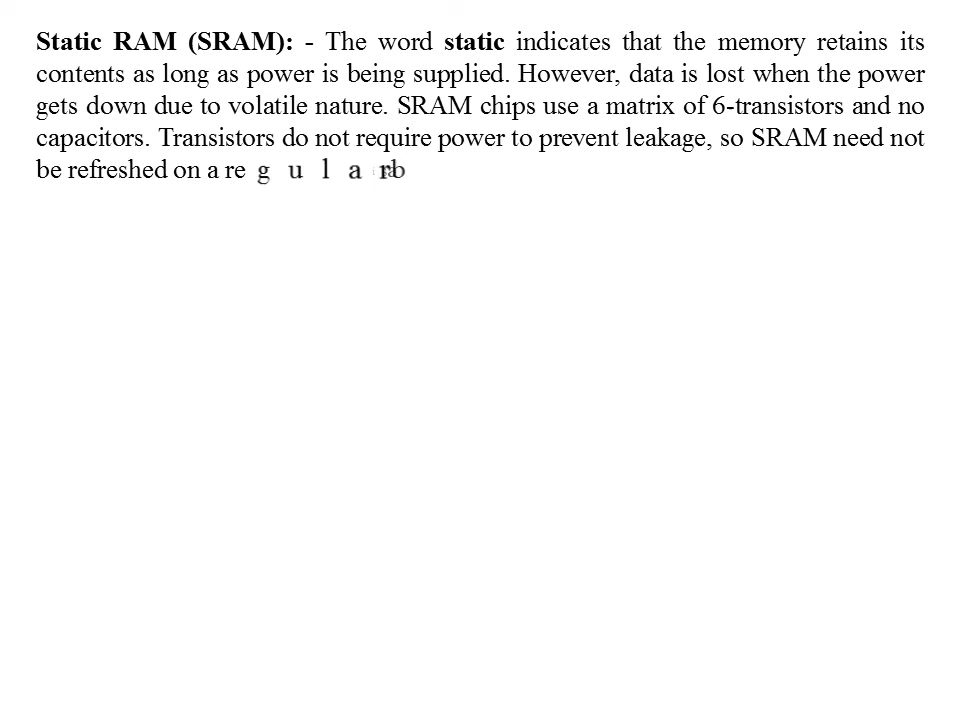 Static RAM (SRAM): - The word static indicates that the memory retains its
contents as long as power is being supplied. However, data is lost when the power
gets down due to volatile nature. SRAM chips use a matrix of 6-transistors and no
capacitors. Transistors do not require power to prevent leakage, so SRAM need not
be refreshed on a regular